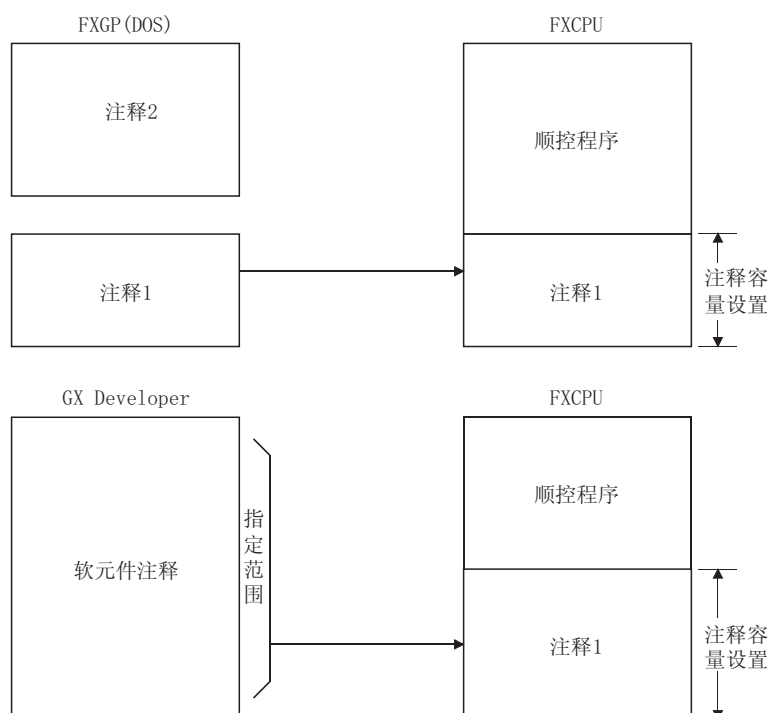 FXGP(DOS)
FXCPU
注释2
顺控程序
注释1
注释1
注释容
量设置
GX Developer
FXCPU
软元件注释
指定范围
顺控程序
注释1
注释容
量设置